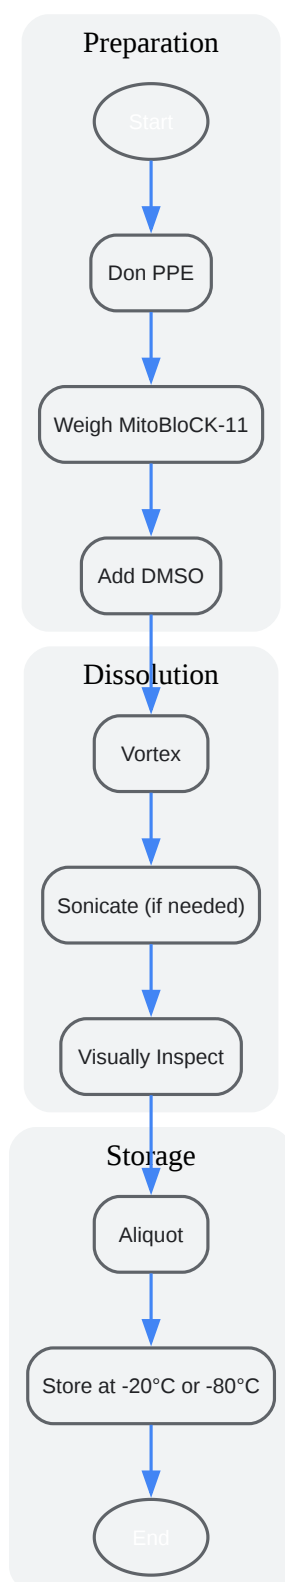 Preparation
Start
Don PPE
Weigh MitoBloCK-11
Add DMSO
Dissolution
Vortex
Sonicate (if needed)
Visually Inspect
Storage
Aliquot
Store at -20°C or -80°C
End